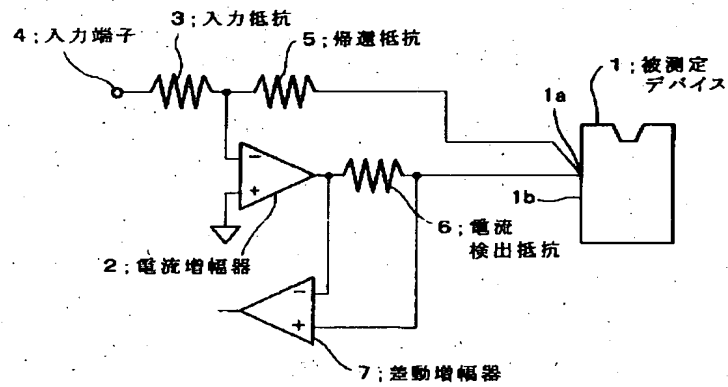 3;入力抵抗
4;入力端子
5;帰還抵抗
1;被測定
デバイス
1a
1b
−
+
6;電流
検出抵抗
2;電流増幅器
−
+
7;差動増幅器